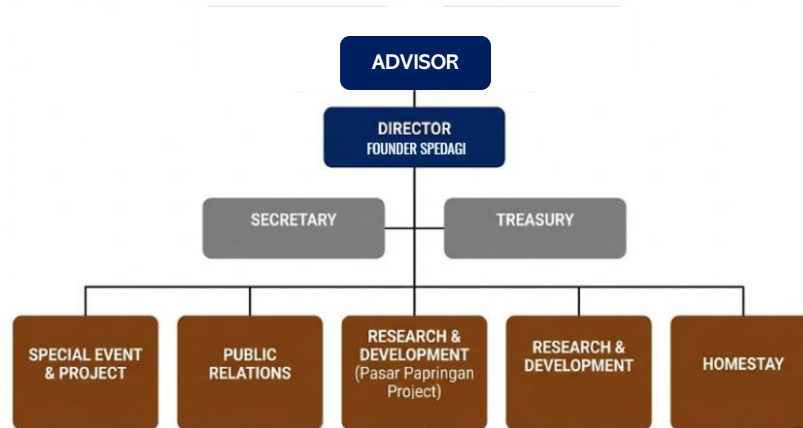 ADVISOR
DIRECTOR
FOUNDER SPEDAGI
SECRETARY
TREASURY
SPECIAL EVENT
& PROJECT
PUBLIC
RELATIONS
RESEARCH &
DEVELOPMENT
(Pasar Papringan
Project)
RESEARCH &
DEVELOPMENT
HOMESTAY